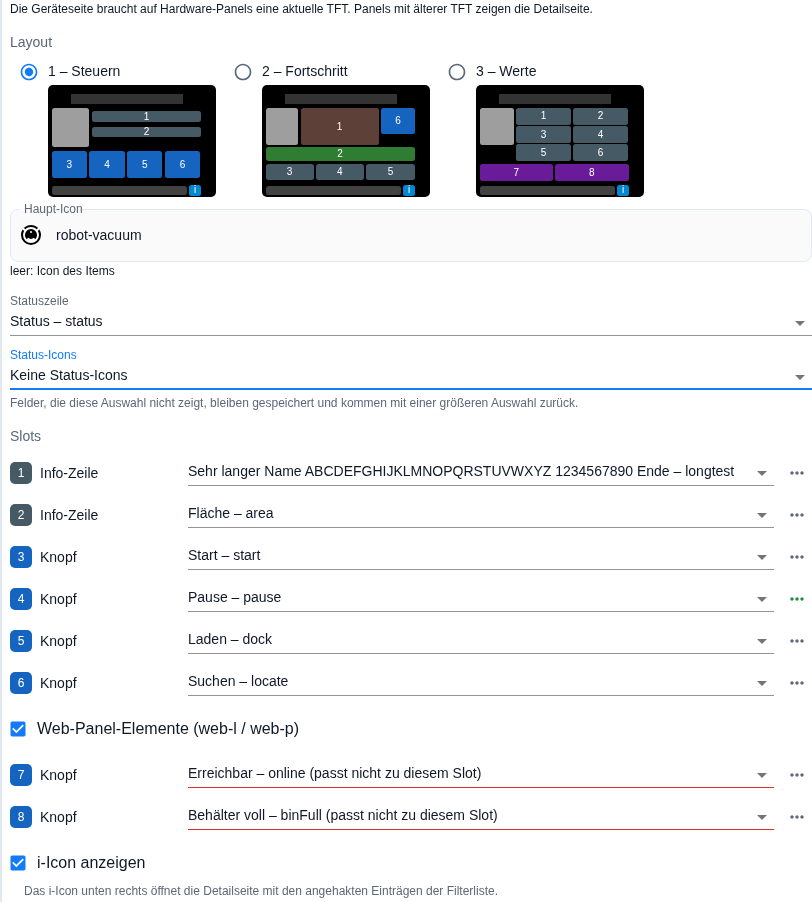 Die Geräteseite braucht auf Hardware-Panels eine aktuelle TFT. Panels mit älterer TFT zeigen die Detailseite.
Layout
1 – Steuern
2 – Fortschritt
3 – Werte
1
2
3 4 5 6
i
1
6
2
3 4 5
i
1 2
3 4
5 6
7 8
i
Haupt-Icon
robot-vacuum
leer: Icon des Items
Statuszeile
Status – status
Status-Icons
Keine Status-Icons
Felder, die diese Auswahl nicht zeigt, bleiben gespeichert und kommen mit einer größeren Auswahl zurück.
Slots
1 Info-Zeile Sehr langer Name ABCDEFGHIJKLMNOPQRSTUVWXYZ 1234567890 Ende – longtest
2 Info-Zeile Fläche – area
3 Knopf Start – start
4 Knopf Pause – pause
5 Knopf Laden – dock
6 Knopf Suchen – locate
Web-Panel-Elemente (web-l / web-p)
7 Knopf Erreichbar – online (passt nicht zu diesem Slot)
8 Knopf Behälter voll – binFull (passt nicht zu diesem Slot)
i-Icon anzeigen
Das i-Icon unten rechts öffnet die Detailseite mit den angehakten Einträgen der Filterliste.